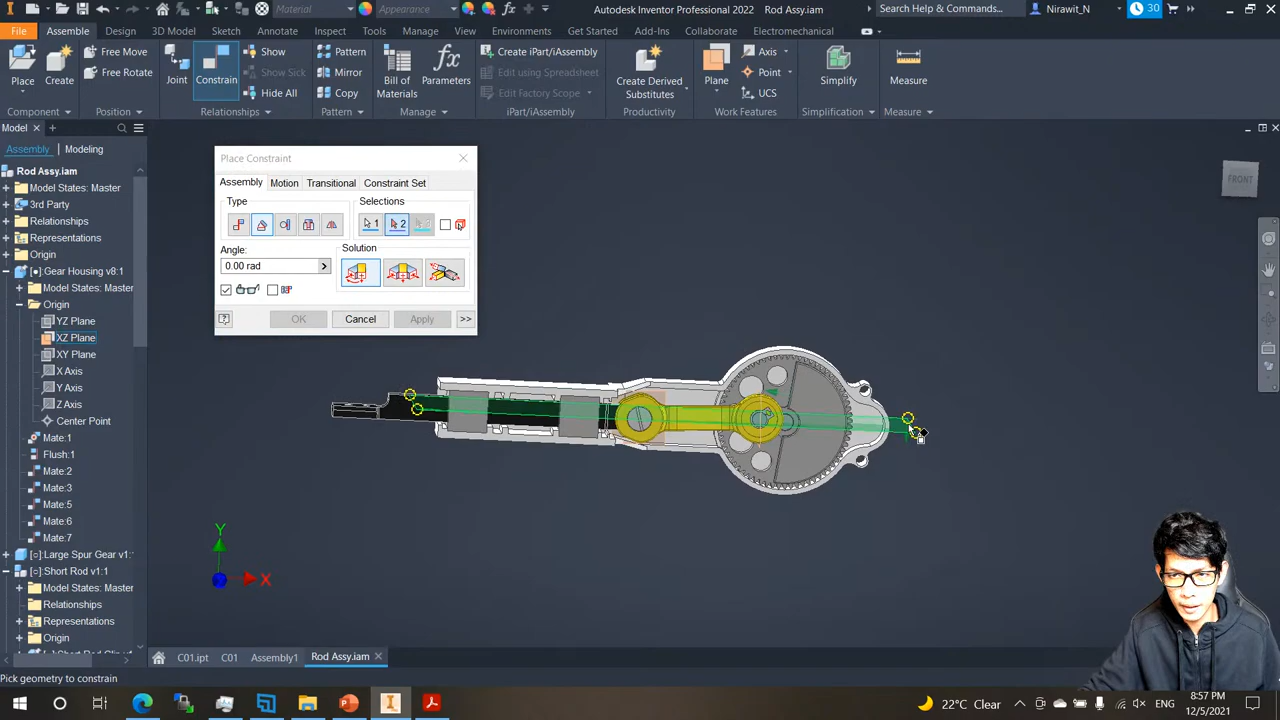 Material
Appearance
Autodesk Inventor Professional 2022 Rod Assy.iam
Search Help & Commands...
Nirawit_N
30
File Assemble Design 3D Model Sketch Annotate Inspect Tools Manage View Environments Get Started Add-Ins Collaborate Electromechanical
Place Create
Free Move
Free Rotate
Joint Constrain
Show
Show Sick
Hide All
Pattern
Mirror
Copy
Bill of
Materials
Parameters
Create iPart/iAssembly
Edit using Spreadsheet
Edit Factory Scope
Create Derived
Substitutes
Plane
Axis
Point
UCS
Simplify
Measure
Component Position Relationships Pattern Manage iPart/iAssembly Productivity Work Features Simplification Measure
Model
Assembly Modeling
Rod Assy.iam
Model States: Master
3rd Party
Relationships
Representations
Origin
[●]:Gear Housing v8:1
Model States: Master
Origin
YZ Plane
XZ Plane
XY Plane
X Axis
Y Axis
Z Axis
Center Point
Mate:1
Flush:1
Mate:2
Mate:3
Mate:5
Mate:6
Mate:7
[○]:Large Spur Gear v1:1
[○]:Short Rod v1:1
Model States: Master
Relationships
Representations
Origin
Place Constraint
Assembly Motion Transitional Constraint Set
Type Selections
1 2
Angle: Solution
0.00 rad
OK Cancel Apply >>
FRONT
Y
X
C01.ipt C01 Assembly1 Rod Assy.iam
Pick geometry to constrain
22°C Clear
8:57 PM
12/5/2021